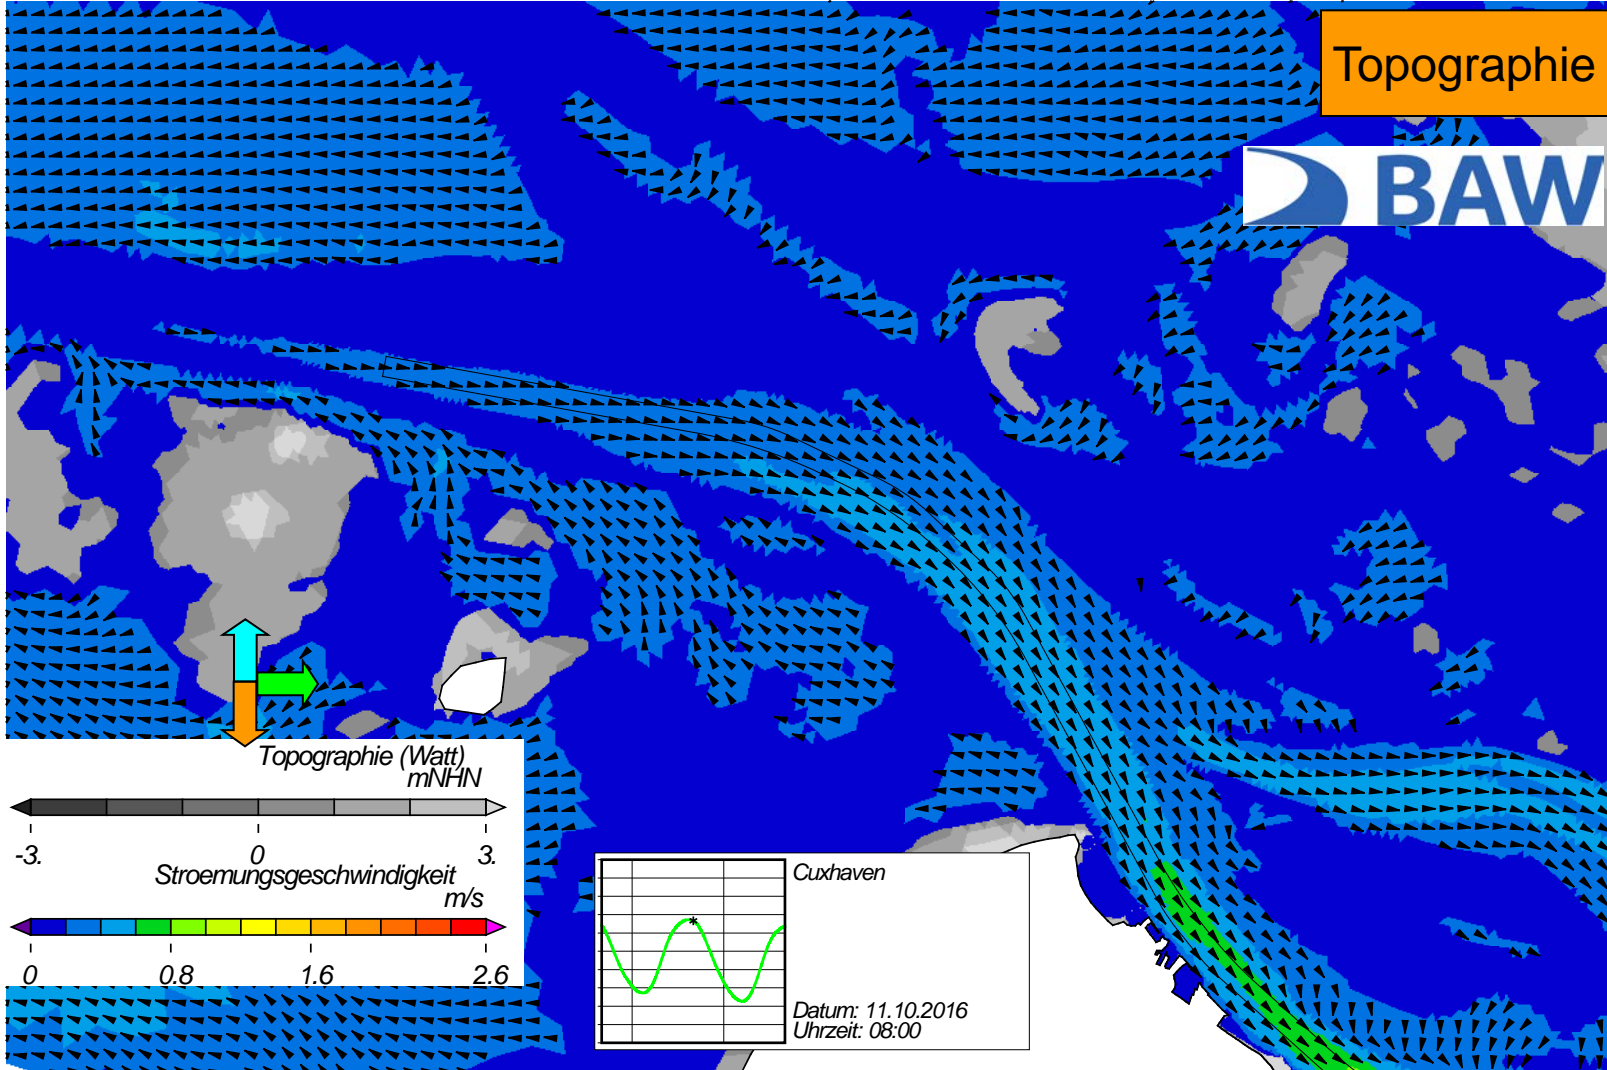 Topographie
BAW
Topographie (Watt)
mNHN
-3. 0 3.
Stroemungsgeschwindigkeit
m/s
0 0.8 1.6 2.6
Cuxhaven
Datum: 11.10.2016
Uhrzeit: 08:00